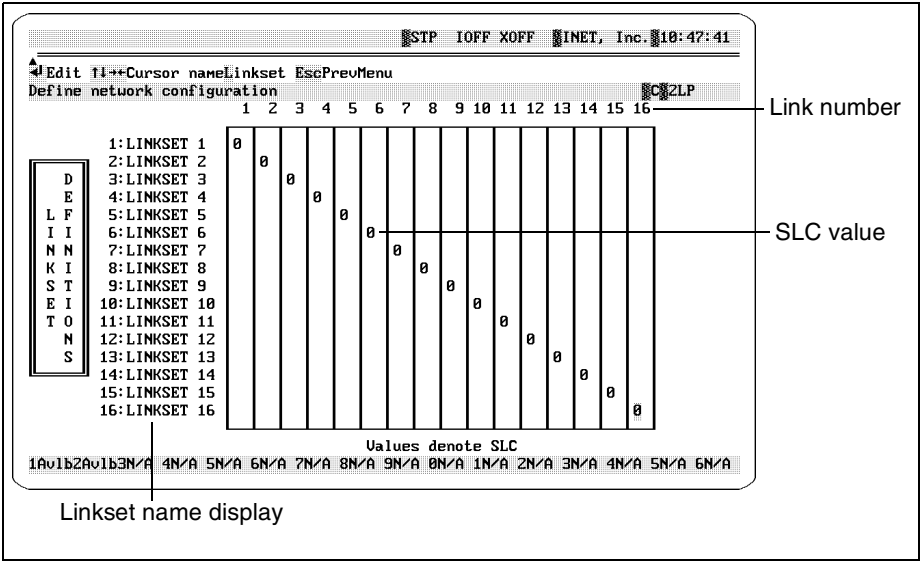 STP IOFF XOFF INET, Inc. 10:47:41
Edit ↑↓→←Cursor nameLinkset EscPrevMenu
Define network configuration C 2LP
1 2 3 4 5 6 7 8 9 10 11 12 13 14 15 16
Link number
LINKSET
DEFINITIONS
1:LINKSET 1 0
2:LINKSET 2 0
3:LINKSET 3 0
4:LINKSET 4 0
5:LINKSET 5 0
6:LINKSET 6 0
SLC value
7:LINKSET 7 0
8:LINKSET 8 0
9:LINKSET 9 0
10:LINKSET 10 0
11:LINKSET 11 0
12:LINKSET 12 0
13:LINKSET 13 0
14:LINKSET 14 0
15:LINKSET 15 0
16:LINKSET 16 0
Values denote SLC
1Avlb2Avlb3N/A 4N/A 5N/A 6N/A 7N/A 8N/A 9N/A 0N/A 1N/A 2N/A 3N/A 4N/A 5N/A 6N/A
Linkset name display